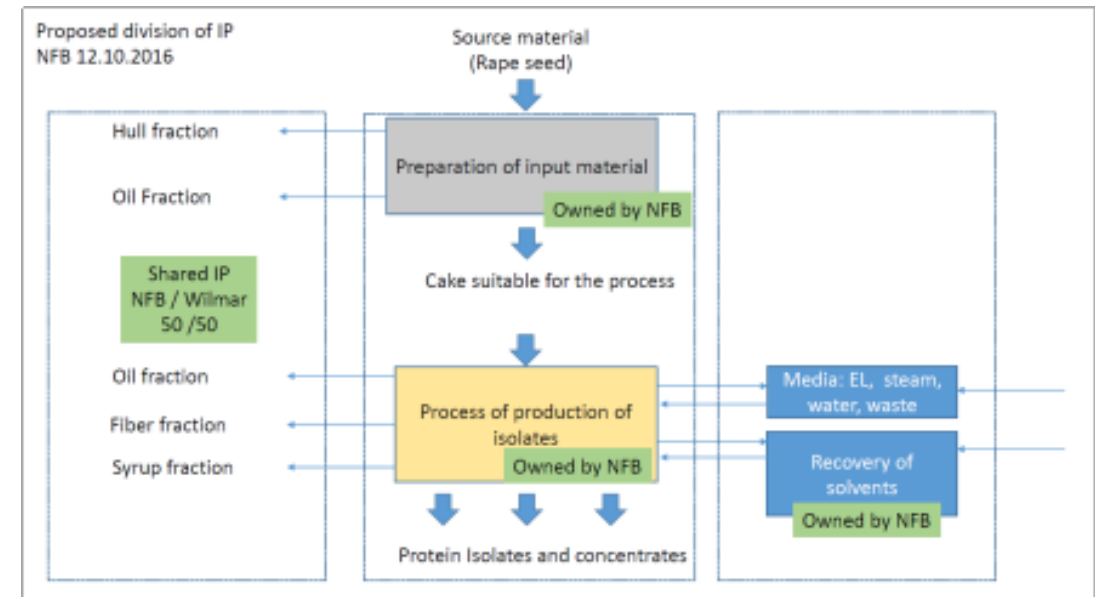 Proposed division of IP
NFB 12.10.2016
Source material
(Rape seed)
Hull fraction
Preparation of input material
Oil Fraction
Owned by NFB
Shared IP
NFB / Wilmar
50 /50
Cake suitable for the process
Oil fraction
Fiber fraction
Syrup fraction
Process of production of
isolates
Owned by NFB
Media: EL, steam,
water, waste
Recovery of
solvents
Owned by NFB
Protein Isolates and concentrates